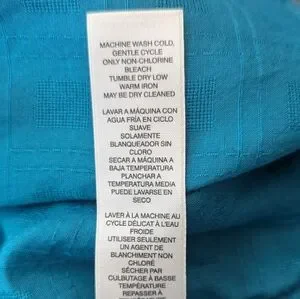 MACHINE WASH COLD,
GENTLE CYCLE
ONLY NON-CHLORINE
BLEACH
TUMBLE DRY LOW
WARM IRON
MAY BE DRY CLEANED
LAVAR A MÁQUINA CON
AGUA FRÍA EN CICLO
SUAVE
SOLAMENTE
BLANQUEADOR SIN
CLORO
SECAR A MÁQUINA A
BAJA TEMPERATURA
PLANCHAR A
TEMPERATURA MEDIA
PUEDE LAVARSE EN
SECO
LAVER À LA MACHINE AU
CYCLE DÉLICAT À L'EAU
FROIDE
UTILISER SEULEMENT
UN AGENT DE
BLANCHIMENT NON
CHLORÉ
SÉCHER PAR
CULBUTAGE À BASSE
TEMPÉRATURE
REPASSER À